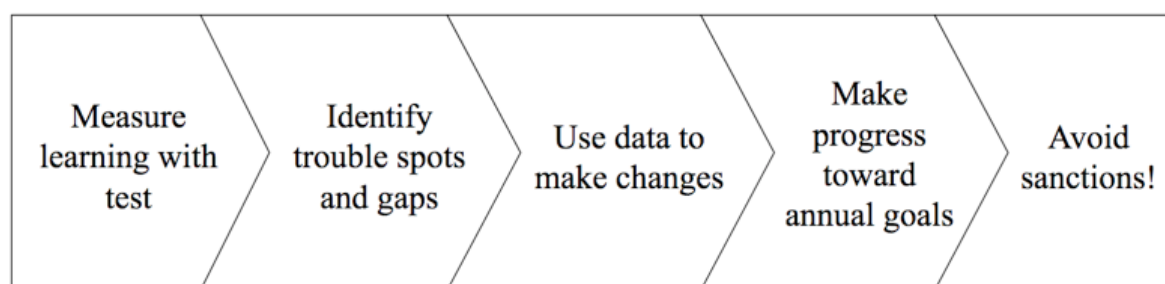 Measure
learning with
test
Identify
trouble spots
and gaps
Use data to
make changes
Make
progress
toward
annual goals
Avoid
sanctions!